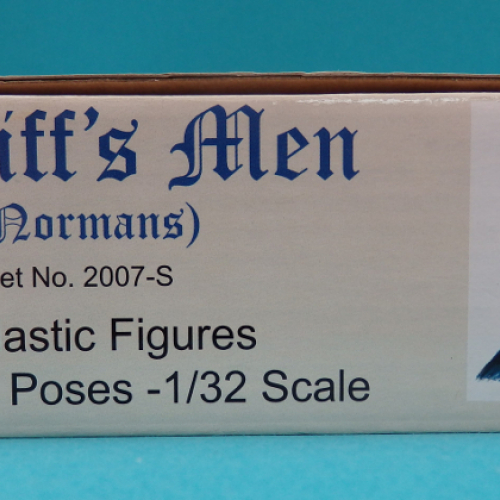 iff's Men
Normans)
et No. 2007-S
astic Figures
Poses -1/32 Scale